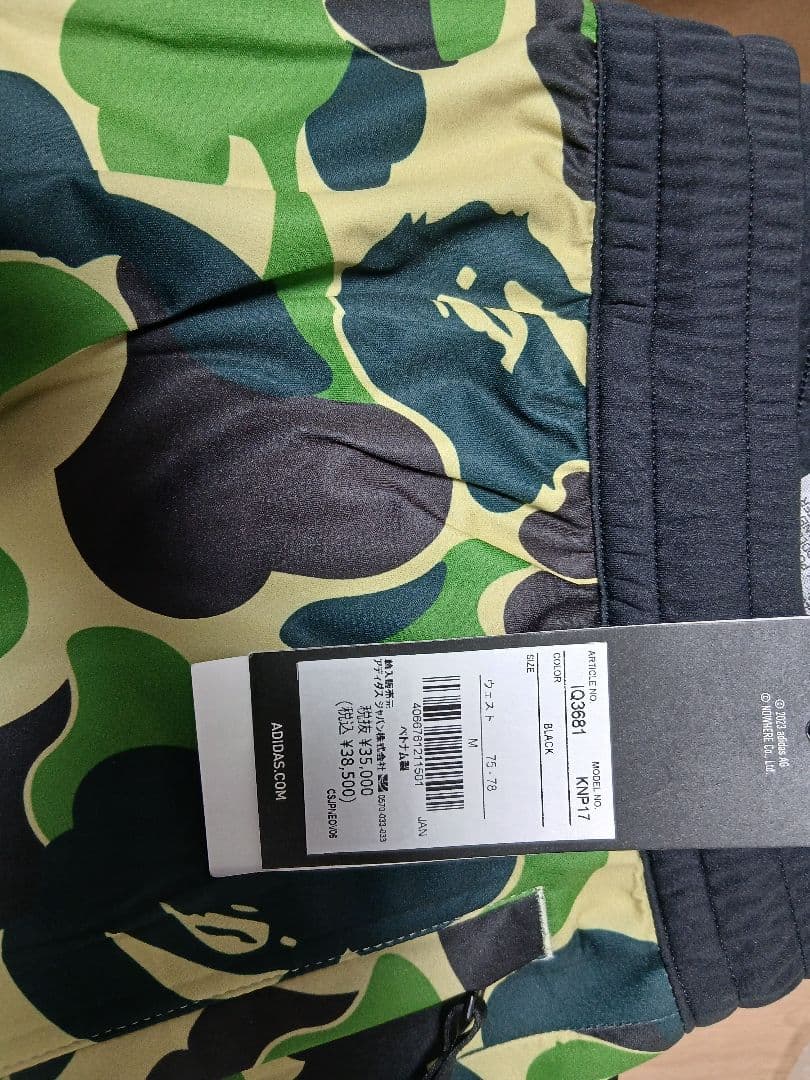 © 2023 adidas AG
© NOWHERE Co., Ltd.
ARTICLE NO. MODEL NO.
IQ3681 KNP17
COLOR
BLACK
SIZE
M
ウェスト 75 - 78
4066761211501 JAN
ベトナム製
輸入販売元
アディダス ジャパン株式会社 0570-033-033
税抜 ¥35,000
(税込 ¥38,500)
CSJPNEOV06
ADIDAS.COM